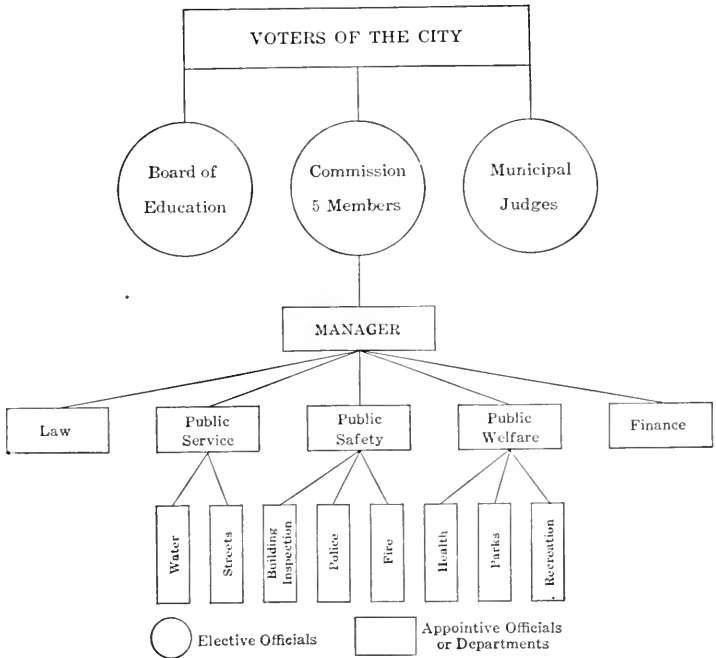 VOTERS OF THE CITY
Board of
Education
Commission
5 Members
Municipal
Judges
MANAGER
Law
Public
Service
Public
Safety
Public
Welfare
Finance
Water
Streets
Building
Inspection
Police
Fire
Health
Parks
Recreation
Elective Officials
Appointive Officials
or Departments